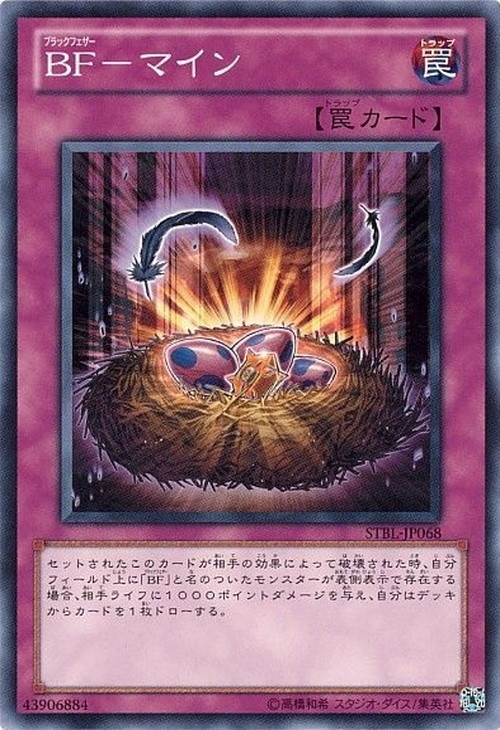 ブラックフェザー
BF－マイン
トラップ
罠
トラップ
【罠カード】
STBL-JP068
セットされたこのカードが相手の効果によって破壊された時、自分
フィールド上に「BF」と名のついたモンスターが表側表示で存在する
場合、相手ライフに１０００ポイントダメージを与え、自分はデッキ
からカードを１枚ドローする。
43906884
©高橋和希 スタジオ・ダイス/集英社